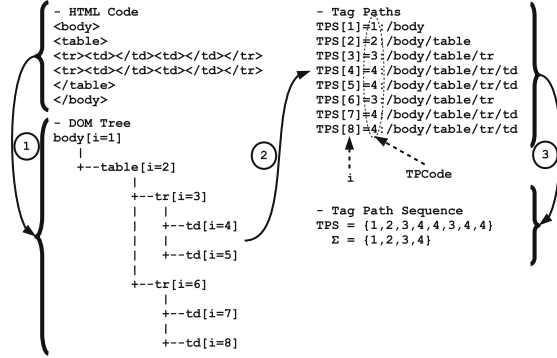 - HTML Code
<body>
<table>
<tr><td></td><td></td></tr>
<tr><td></td><td></td></tr>
</table>
</body>
1
- DOM Tree
body[i=1]
|
+--table[i=2]
|
+--tr[i=3]
| |
| +--td[i=4]
| |
| +--td[i=5]
|
+--tr[i=6]
|
+--td[i=7]
|
+--td[i=8]
2
- Tag Paths
TPS[1]=1:/body
TPS[2]=2:/body/table
TPS[3]=3:/body/table/tr
TPS[4]=4:/body/table/tr/td
TPS[5]=4:/body/table/tr/td
TPS[6]=3:/body/table/tr
TPS[7]=4:/body/table/tr/td
TPS[8]=4:/body/table/tr/td
i
TPCode
3
- Tag Path Sequence
TPS = {1,2,3,4,4,3,4,4}
Σ = {1,2,3,4}